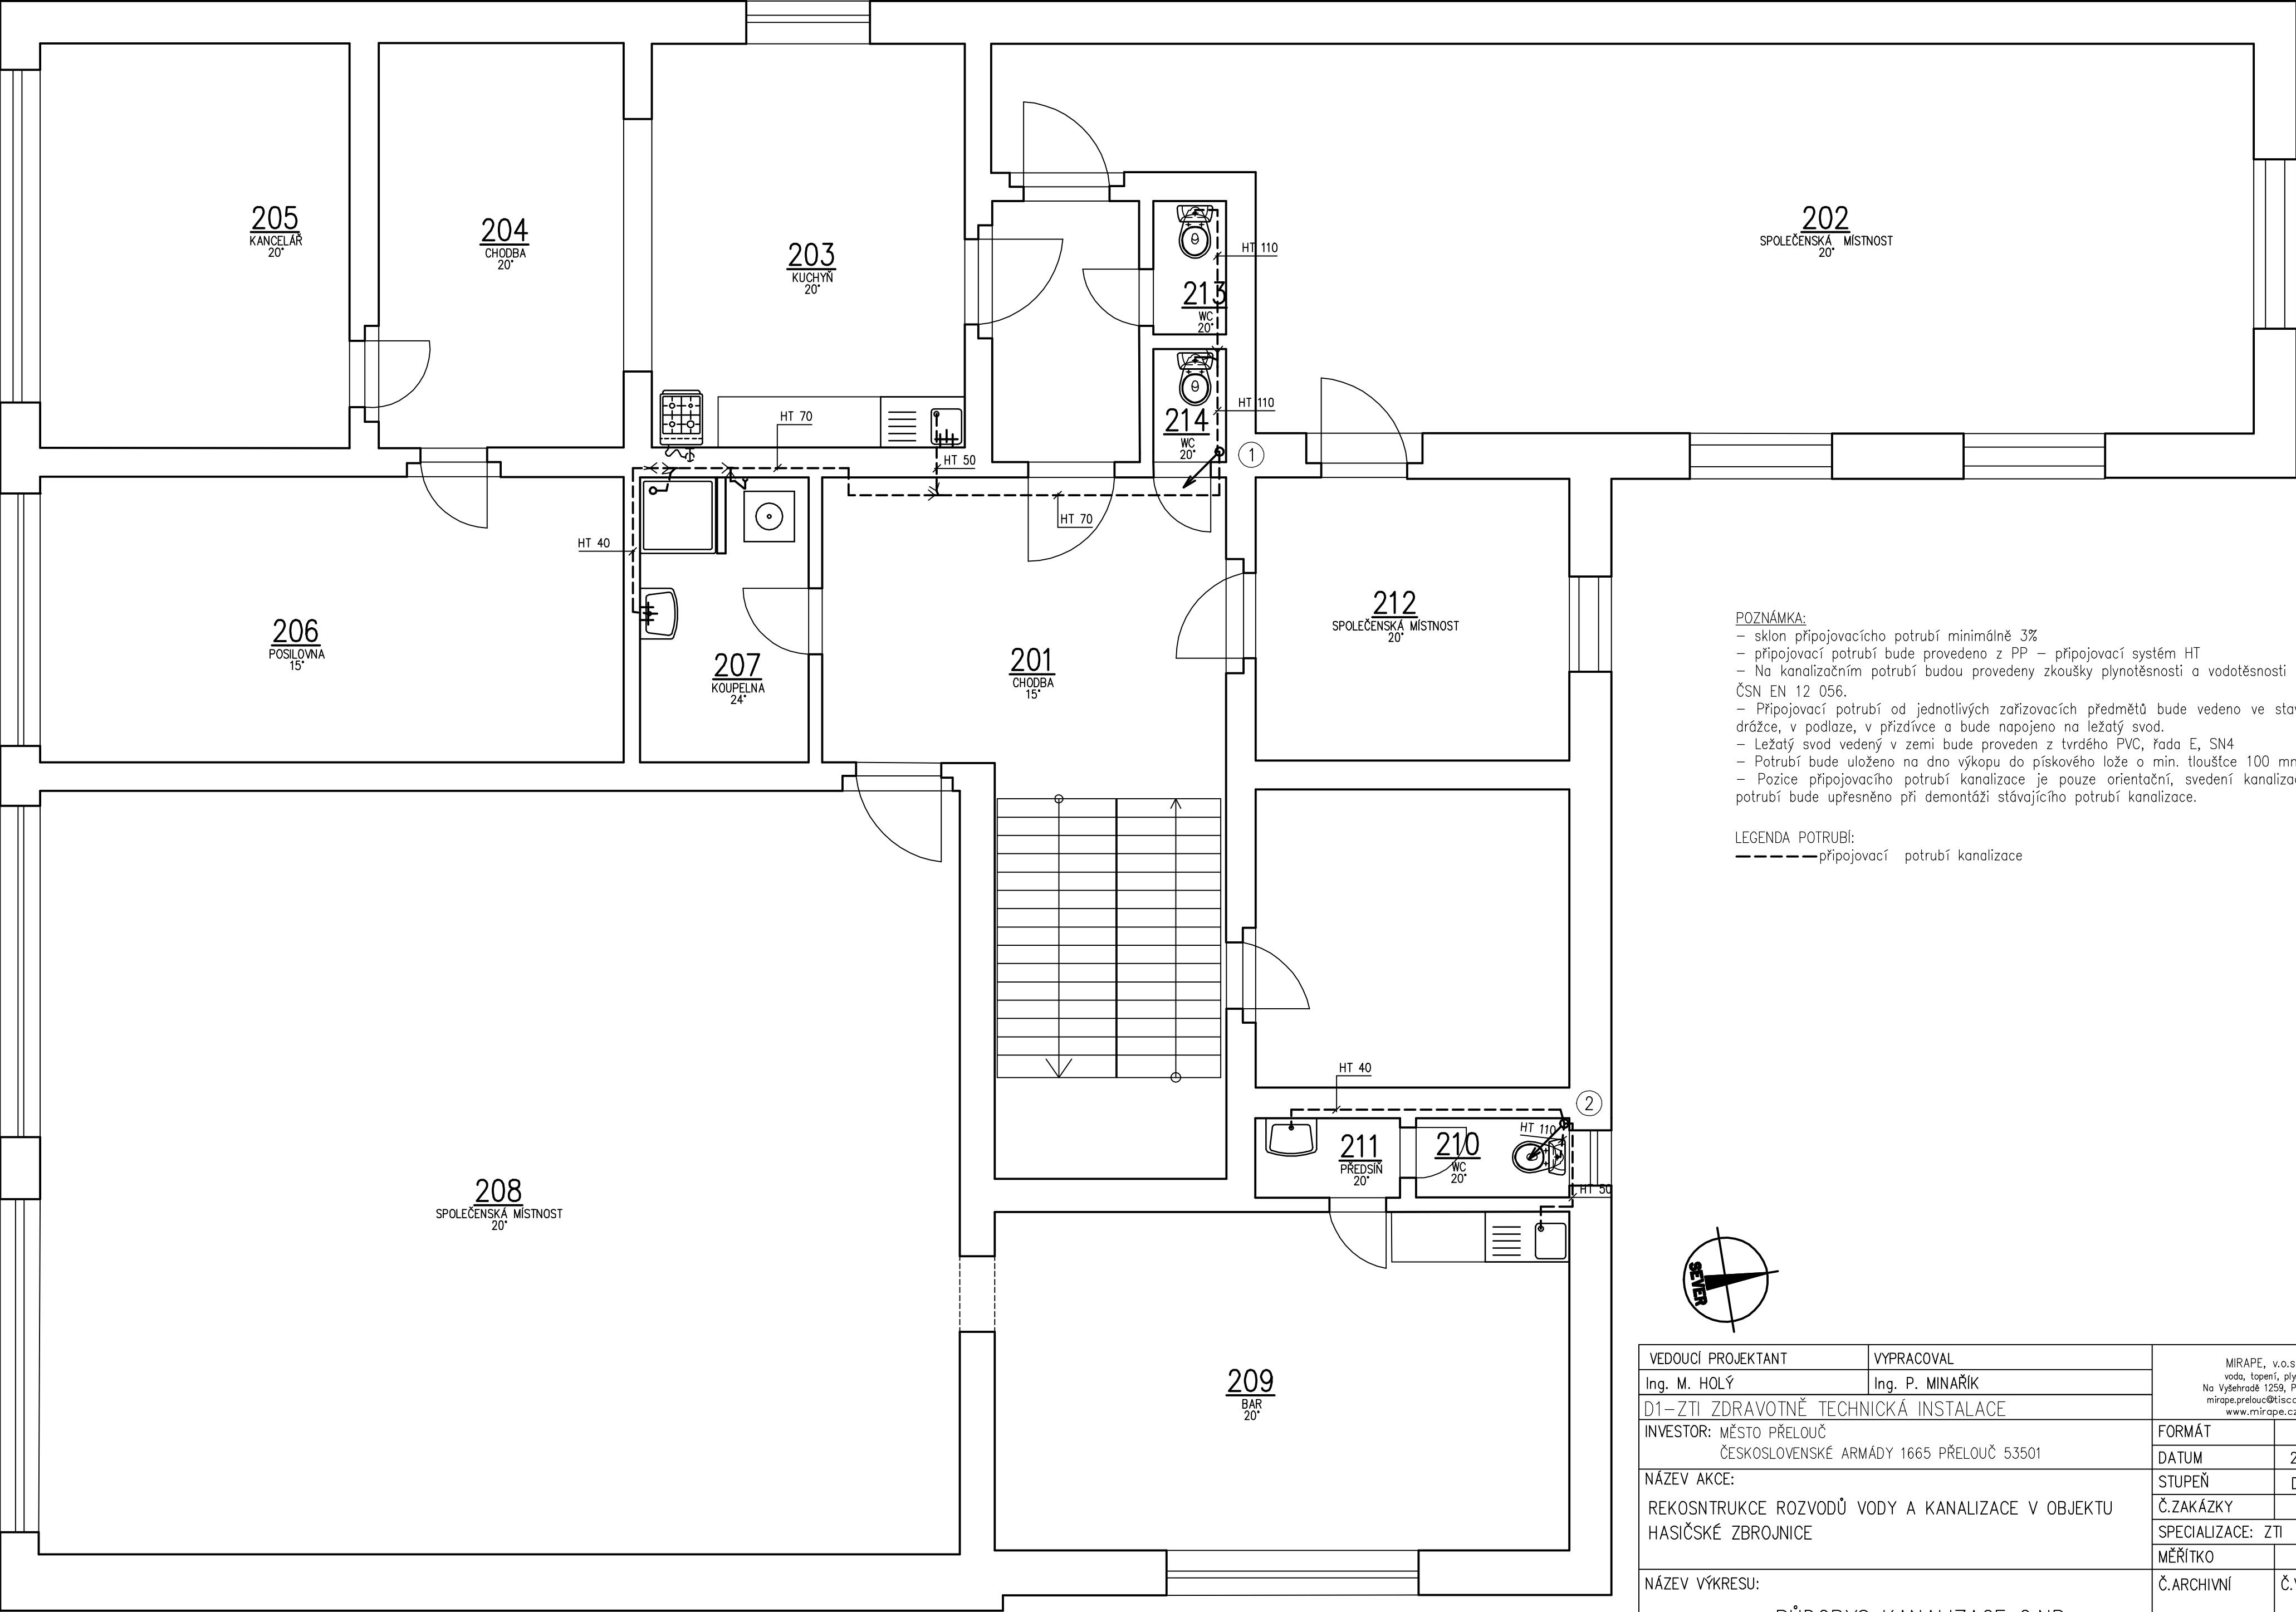 205
KANCELÁŘ
20°
204
CHODBA
20°
203
KUCHYŇ
20°
202
SPOLEČENSKÁ MÍSTNOST
20°
HT 110
213
WC
20°
HT 110
214
WC
20°
1
HT 70
HT 50
HT 70
HT 40
206
POSILOVNA
15°
207
KOUPELNA
24°
201
CHODBA
15°
212
SPOLEČENSKÁ MÍSTNOST
20°
POZNÁMKA:
– sklon připojovacícho potrubí minimálně 3%
– připojovací potrubí bude provedeno z PP – připojovací systém HT
– Na kanalizačním potrubí budou provedeny zkoušky plynotěsnosti a vodotěsnosti
ČSN EN 12 056.
– Připojovací potrubí od jednotlivých zařizovacích předmětů bude vedeno ve
drážce, v podlaze, v přizdívce a bude napojeno na ležatý svod.
– Ležatý svod vedený v zemi bude proveden z tvrdého PVC, řada E, SN4
– Potrubí bude uloženo na dno výkopu do pískového lože o min. tloušťce 100
– Pozice připojovacího potrubí kanalizace je pouze orientační, svedení
potrubí bude upřesněno při demontáži stávajícího potrubí kanalizace.
LEGENDA POTRUBÍ:
připojovací potrubí kanalizace
HT 40
2
HT 110
211
PŘEDSÍŇ
20°
210
WC
20°
HT 50
208
SPOLEČENSKÁ MÍSTNOST
20°
209
BAR
20°
SEVER
VEDOUCÍ PROJEKTANT
VYPRACOVAL
Ing. M. HOLÝ
Ing. P. MINAŘÍK
MIRAPE, v.o.s
voda, topení,
Na Vyšehradě 1259,
www.mirape.cz
D1–ZTI ZDRAVOTNĚ TECHNICKÁ INSTALACE
INVESTOR: MĚSTO PŘELOUČ
ČESKOSLOVENSKÉ ARMÁDY 1665 PŘELOUČ 53501
FORMÁT
DATUM
NÁZEV AKCE:
REKOSNTRUKCE ROZVODŮ VODY A KANALIZACE V OBJEKTU
HASIČSKÉ ZBROJNICE
STUPEŇ
Č.ZAKÁZKY
SPECIALIZACE: ZTI
MĚŘÍTKO
NÁZEV VÝKRESU:
Č.ARCHIVNÍ